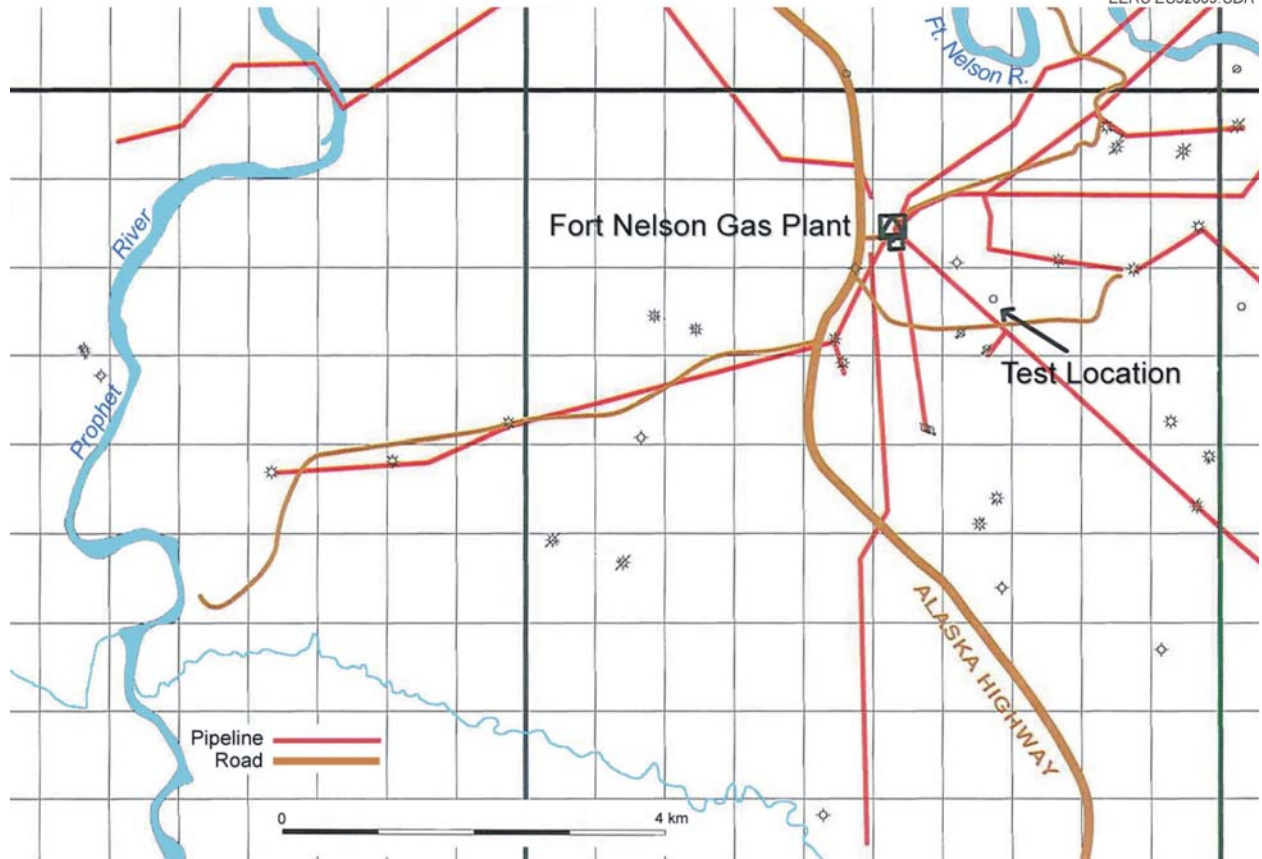 Ft. Nelson R.
River
Fort Nelson Gas Plant
Test Location
Prophet
ALASKA HIGHWAY
Pipeline
Road
0
4 km